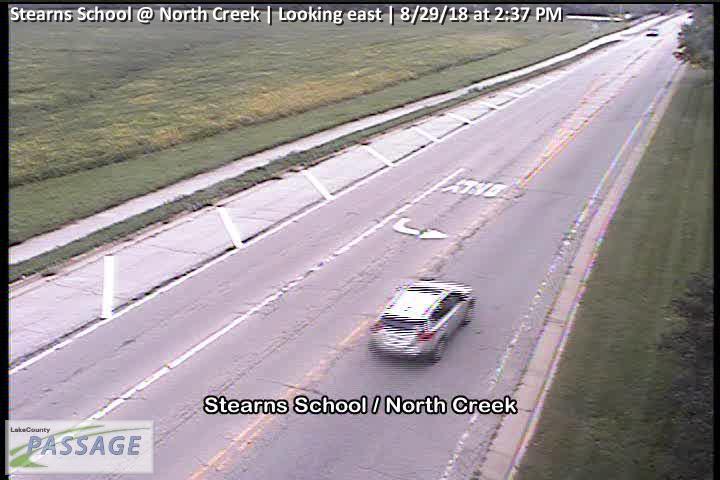 Stearns School @ North Creek | Looking east | 8/29/18 at 2:37 PM
ONLY
Stearns School / North Creek
LakeCounty
PASSAGE